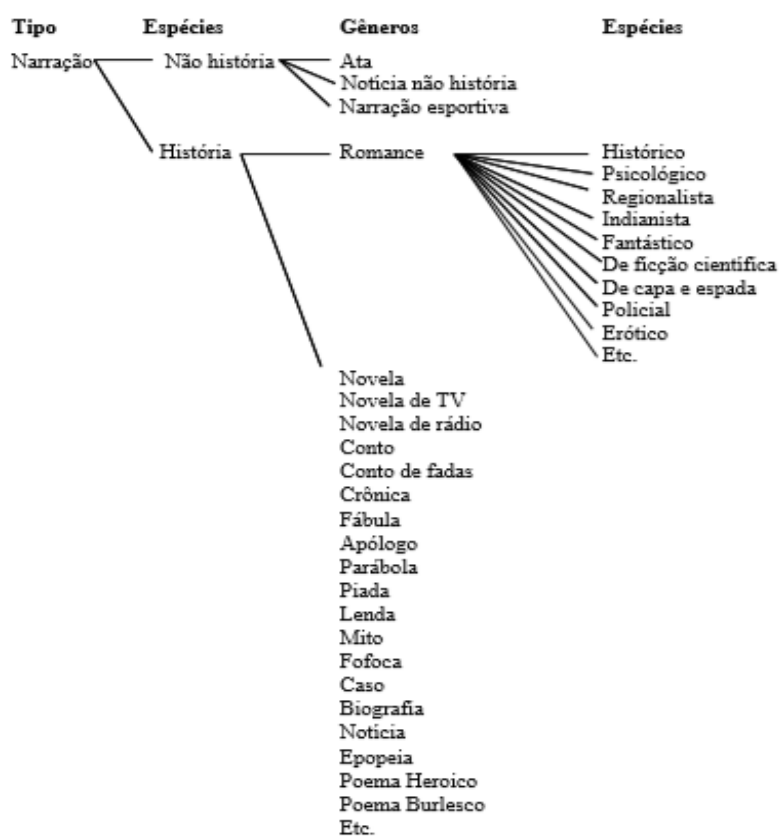 Tipo Espécies Gêneros Espécies
Narração Não história Ata
Notícia não história
Narração esportiva
História Romance Histórico
Psicológico
Regionalista
Indianista
Fantástico
De ficção científica
De capa e espada
Policial
Erótico
Etc.
Novela
Novela de TV
Novela de rádio
Conto
Conto de fadas
Crônica
Fábula
Apólogo
Parábola
Piada
Lenda
Mito
Fofoca
Caso
Biografia
Notícia
Epopeia
Poema Heroico
Poema Burlesco
Etc.